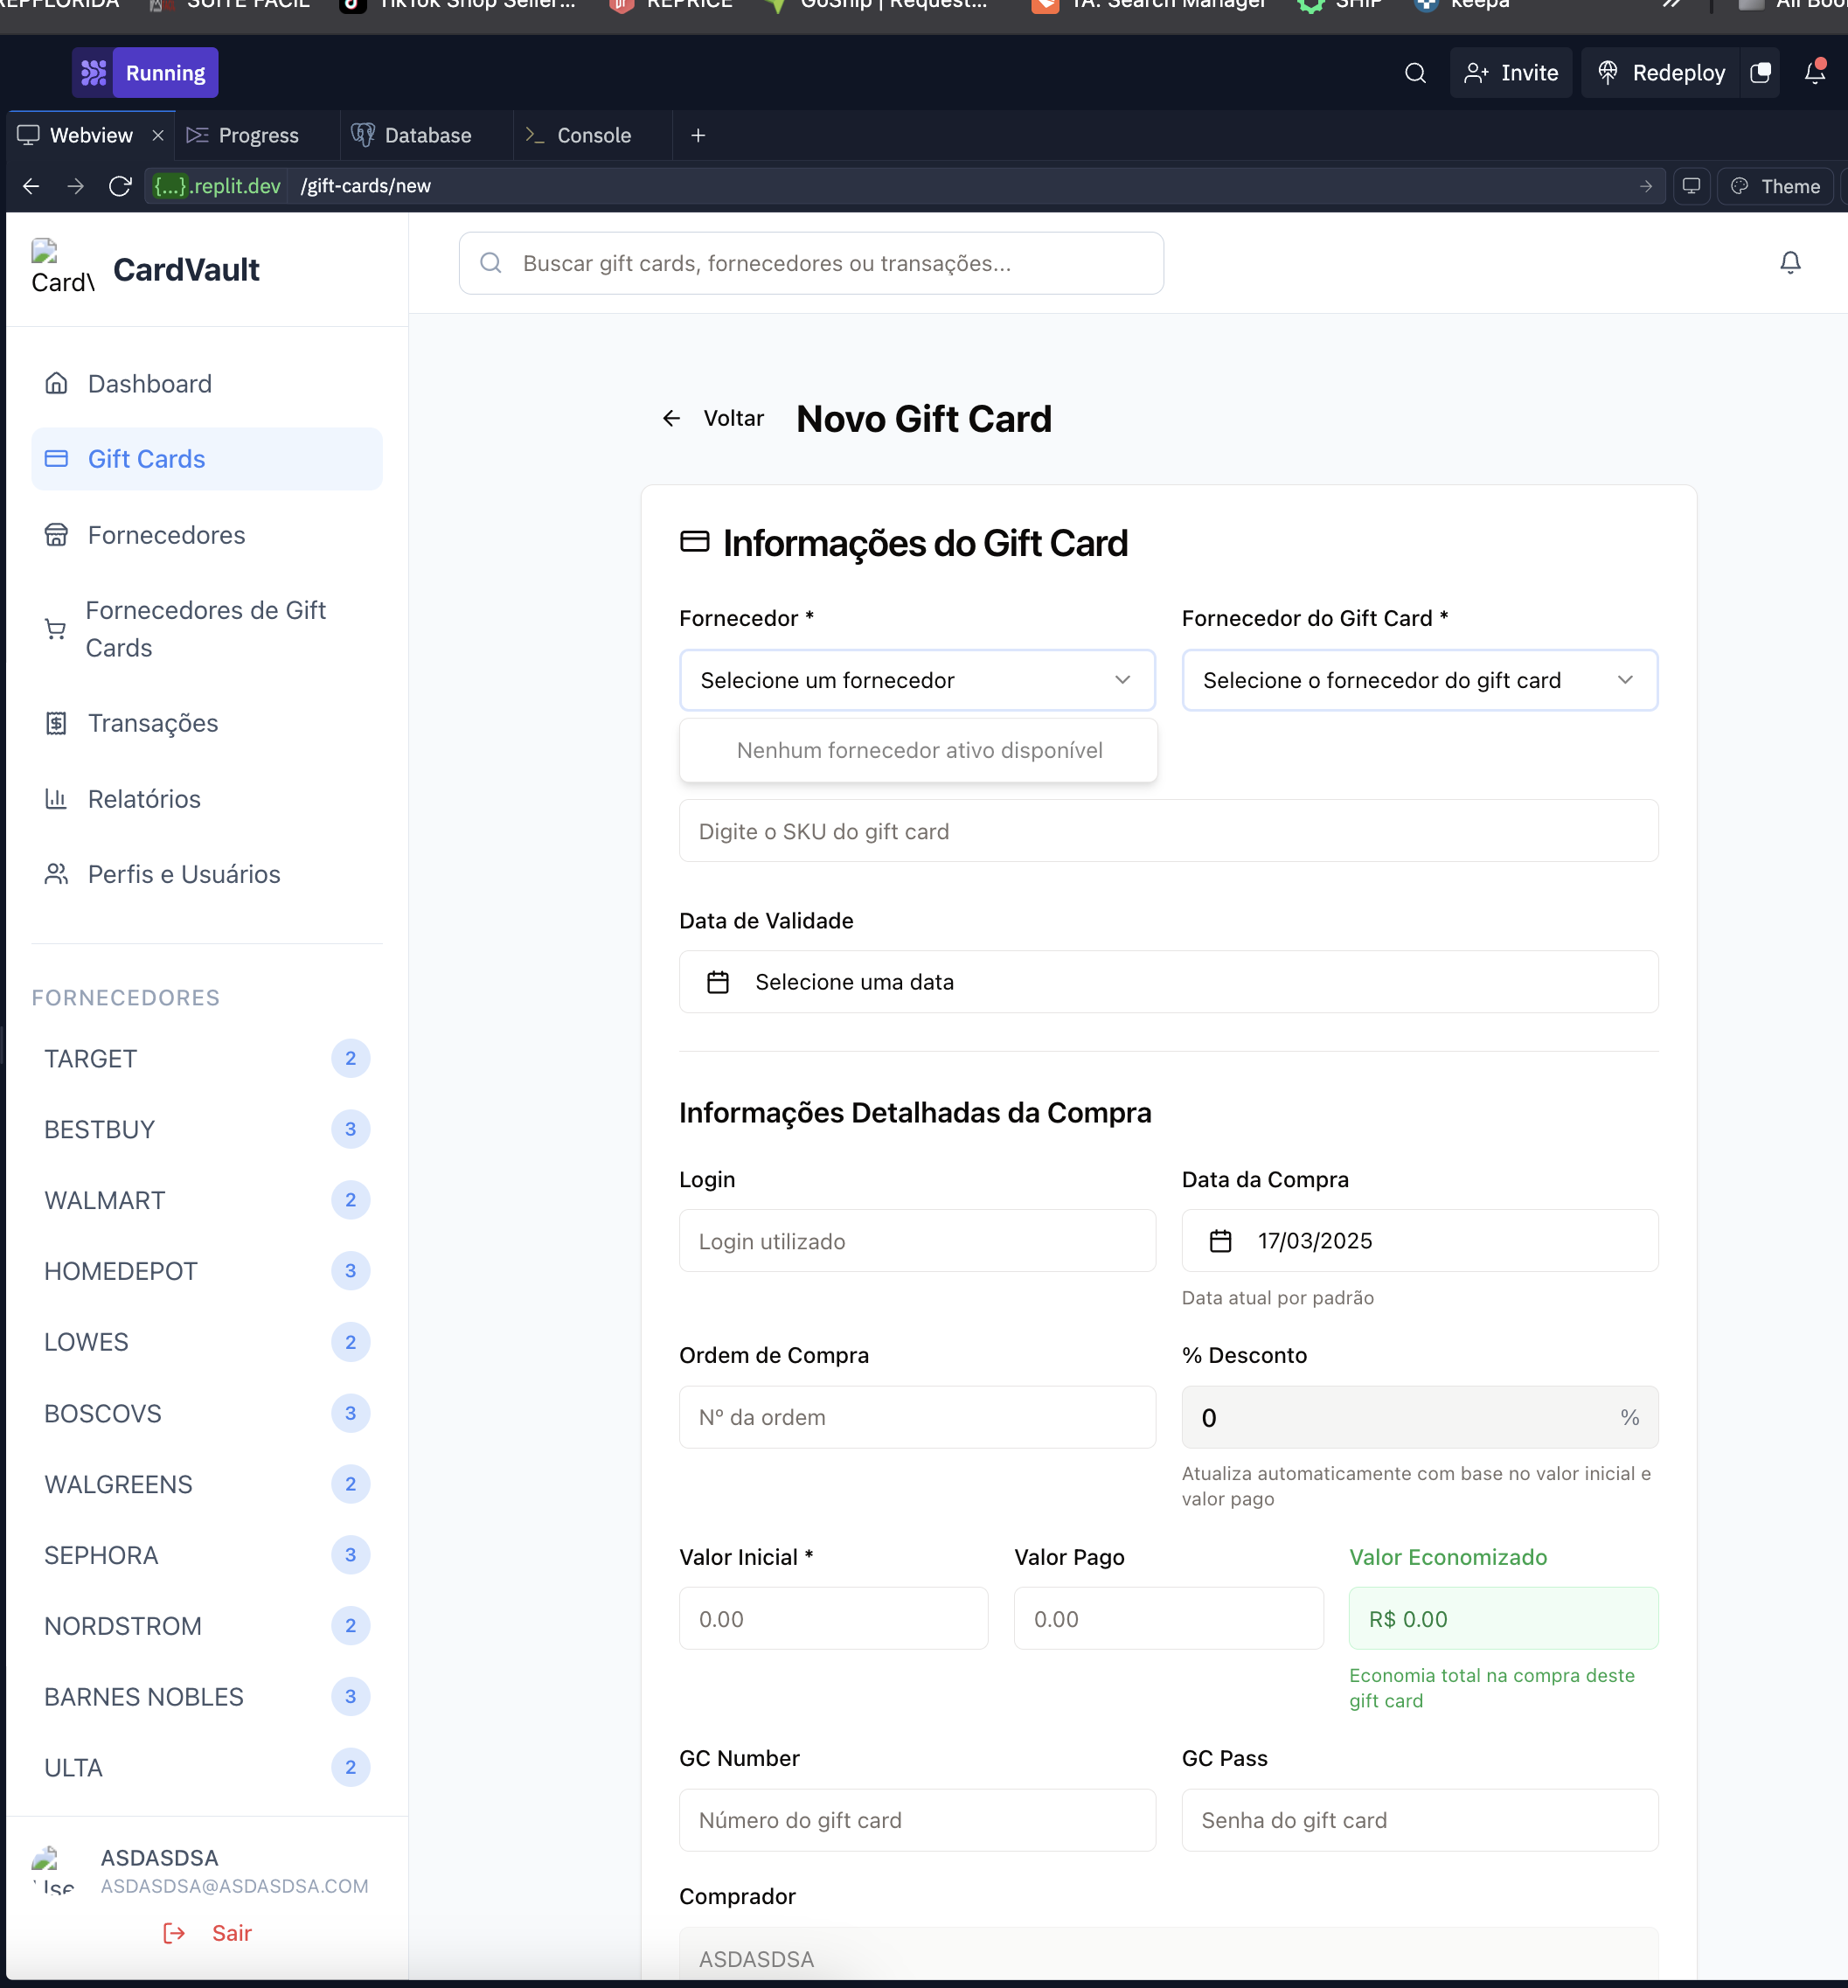 REPFLORIDA
SUITE FACIL
TikTok Shop Seller...
REPRICE
GoShip | Request...
TA: Search Manager
SHIP
keepa
Running
Invite
Redeploy
Webview
Progress
Database
Console
{...}.replit.dev
/gift-cards/new
Theme
Card\
CardVault
Buscar gift cards, fornecedores ou transações...
Dashboard
Gift Cards
Fornecedores
Fornecedores de Gift
Cards
Transações
Relatórios
Perfis e Usuários
FORNECEDORES
TARGET 2
BESTBUY 3
WALMART 2
HOMEDEPOT 3
LOWES 2
BOSCOVS 3
WALGREENS 2
SEPHORA 3
NORDSTROM 2
BARNES NOBLES 3
ULTA 2
ASDASDSA
ASDASDSA@ASDASDSA.COM
Sair
Voltar
Novo Gift Card
Informações do Gift Card
Fornecedor *
Fornecedor do Gift Card *
Selecione um fornecedor
Selecione o fornecedor do gift card
Nenhum fornecedor ativo disponível
Digite o SKU do gift card
Data de Validade
Selecione uma data
Informações Detalhadas da Compra
Login
Data da Compra
Login utilizado
17/03/2025
Data atual por padrão
Ordem de Compra
% Desconto
Nº da ordem
0 %
Atualiza automaticamente com base no valor inicial e
valor pago
Valor Inicial *
Valor Pago
Valor Economizado
0.00
0.00
R$ 0.00
Economia total na compra deste
gift card
GC Number
GC Pass
Número do gift card
Senha do gift card
Comprador
ASDASDSA